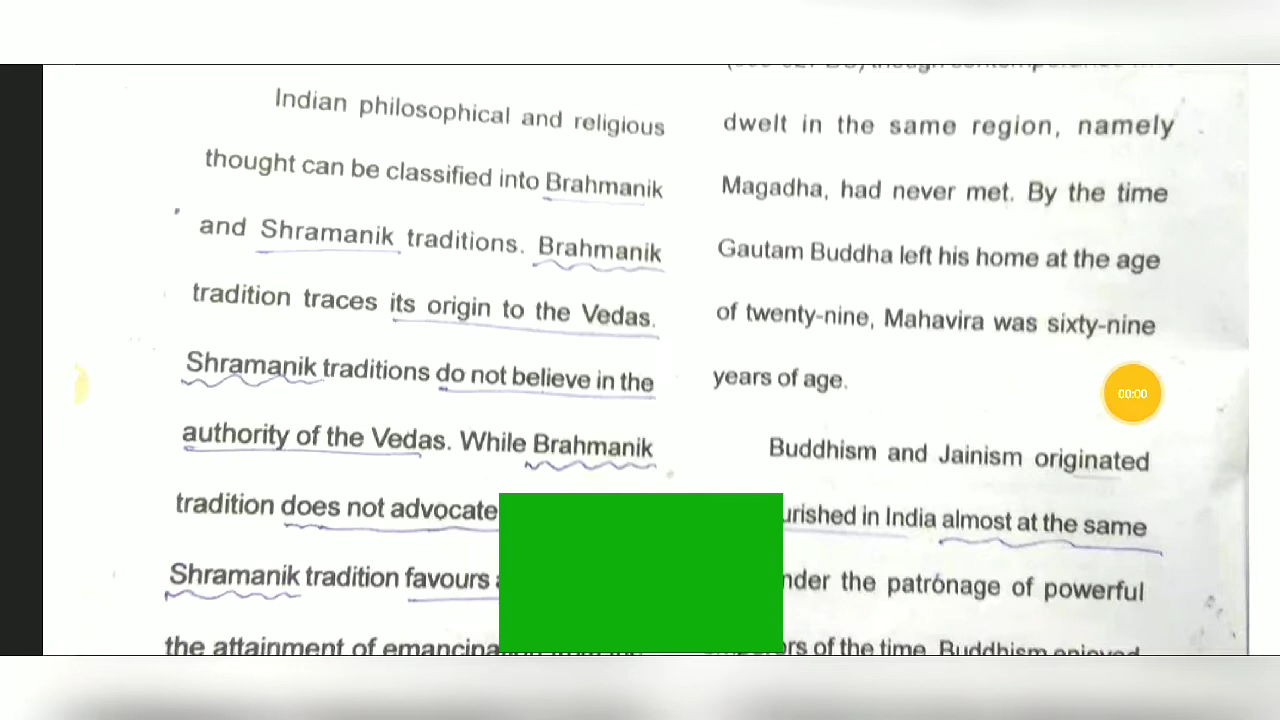 Indian philosophical and religious
thought can be classified into Brahmanik
and Shramanik traditions. Brahmanik
tradition traces its origin to the Vedas.
Shramanik traditions do not believe in the
authority of the Vedas. While Brahmanik
tradition does not advocate
Shramanik tradition favours
the attainment of
dwelt in the same region, namely
Magadha, had never met. By the time
Gautam Buddha left his home at the age
of twenty-nine, Mahavira was sixty-nine
years of age.
Buddhism and Jainism originated
in India almost at the same
the patronage of powerful
of the time. Buddhism enjoyed
00:00